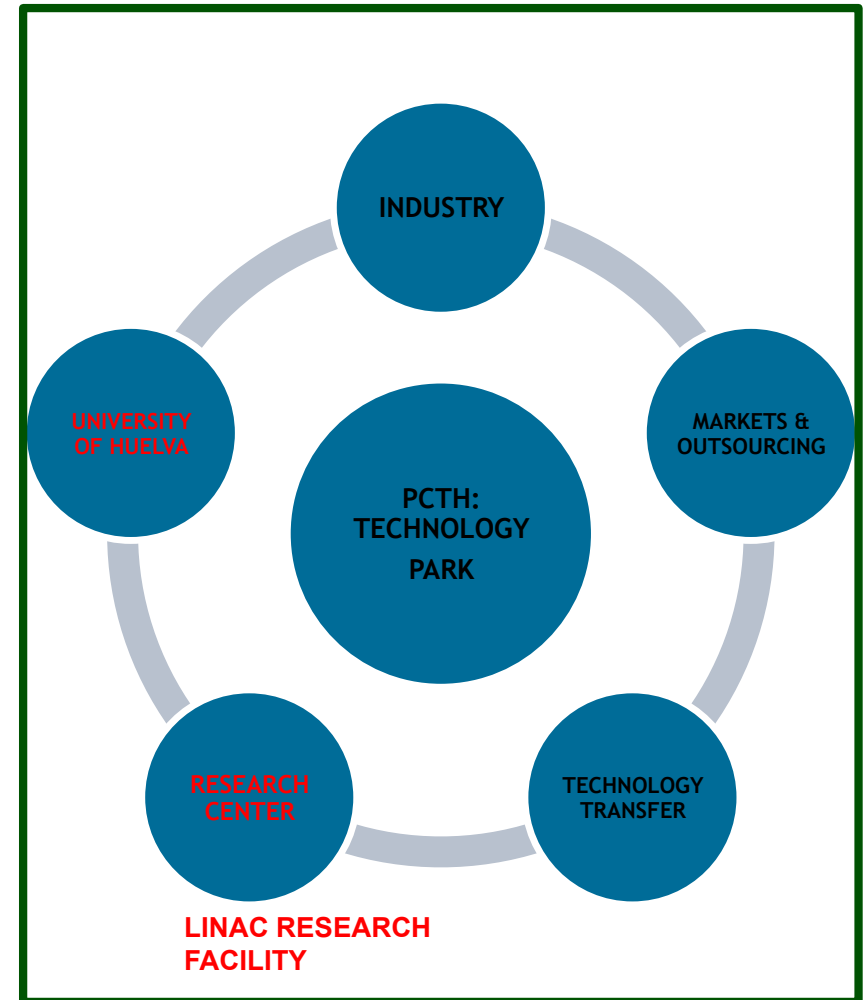 INDUSTRY
UNIVERSITY
OF HUELVA
MARKETS &
OUTSOURCING
PCTH:
TECHNOLOGY
PARK
RESEARCH
CENTER
TECHNOLOGY
TRANSFER
LINAC RESEARCH
FACILITY